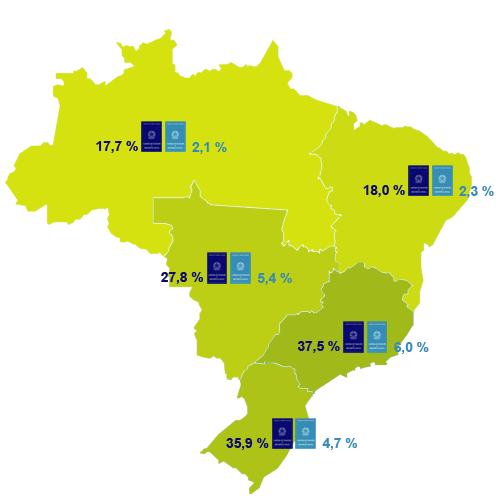 17,7 % 2,1 %
18,0 % 2,3 %
27,8 % 5,4 %
37,5 % 6,0 %
35,9 % 4,7 %